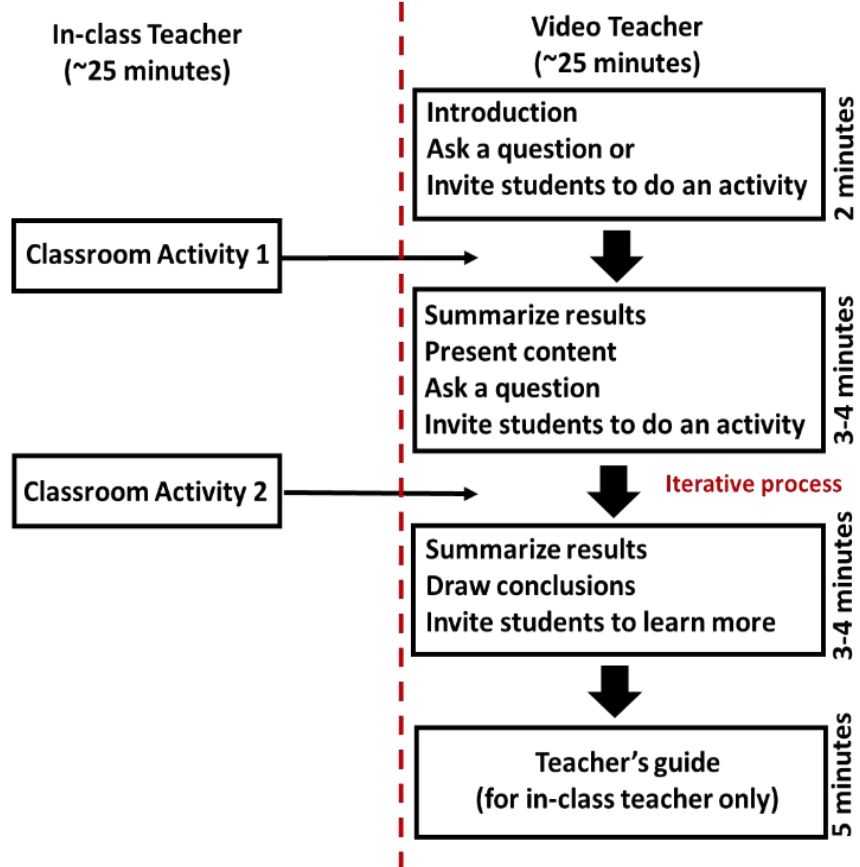 In-class Teacher
(~25 minutes)
Video Teacher
(~25 minutes)
Introduction
Ask a question or
Invite students to do an activity
2 minutes
Classroom Activity 1
Summarize results
Present content
Ask a question
Invite students to do an activity
3-4 minutes
Classroom Activity 2
Iterative process
Summarize results
Draw conclusions
Invite students to learn more
3-4 minutes
Teacher's guide
(for in-class teacher only)
5 minutes